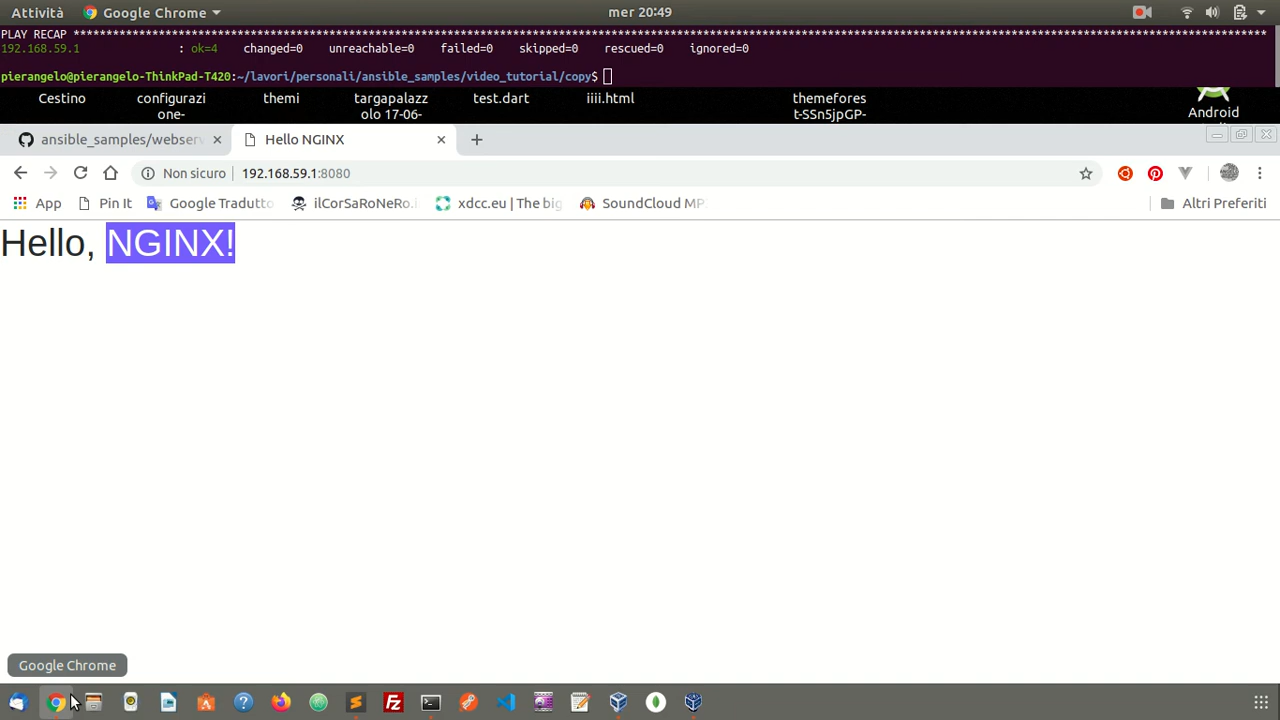 Attività Google Chrome mer 20:49
PLAY RECAP *********************************************************************************************************************************************************************
192.168.59.1 : ok=4 changed=0 unreachable=0 failed=0 skipped=0 rescued=0 ignored=0
pierangelo@pierangelo-ThinkPad-T420:~/lavori/personali/ansible_samples/video_tutorial/copy$
Cestino configurazi themi targapalazz test.dart iiii.html themefores Android
one- olo 17-06- t-SSn5jpGP-
ansible_samples/webserv Hello NGINX
Non sicuro 192.168.59.1:8080
App Pin It Google Tradutto ilCorSaRoNeRo. xdcc.eu | The big SoundCloud MP Altri Preferiti
Hello, NGINX!
Google Chrome